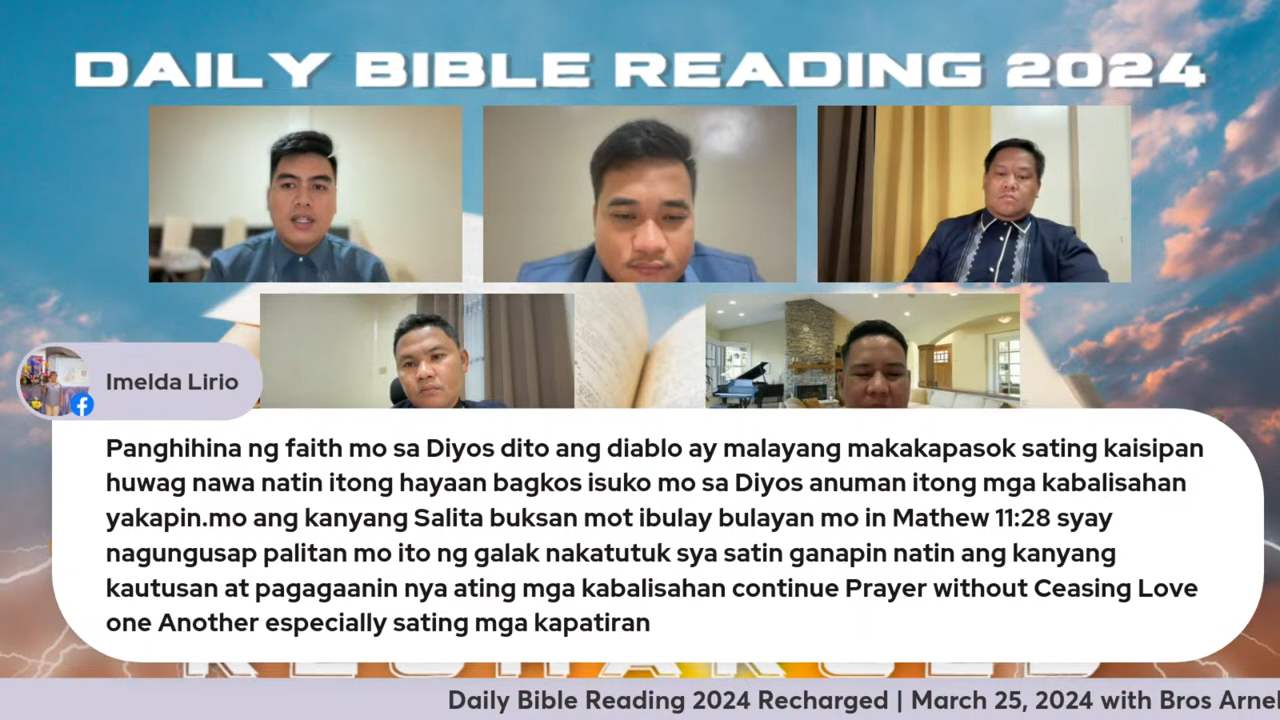 DAILY BIBLE READING 2024
Imelda Lirio
Panghihina ng faith mo sa Diyos dito ang diablo ay malayang makakapasok sating kaisipan
huwag nawa natin itong hayaan bagkos isuko mo sa Diyos anuman itong mga kabalisahan
yakapin.mo ang kanyang Salita buksan mot ibulay bulayan mo in Mathew 11:28 syay
nagungusap palitan mo ito ng galak nakatutuk sya satin ganapin natin ang kanyang
kautusan at pagagaanin nya ating mga kabalisahan continue Prayer without Ceasing Love
one Another especially sating mga kapatiran
Daily Bible Reading 2024 Recharged | March 25, 2024 with Bros Arnel